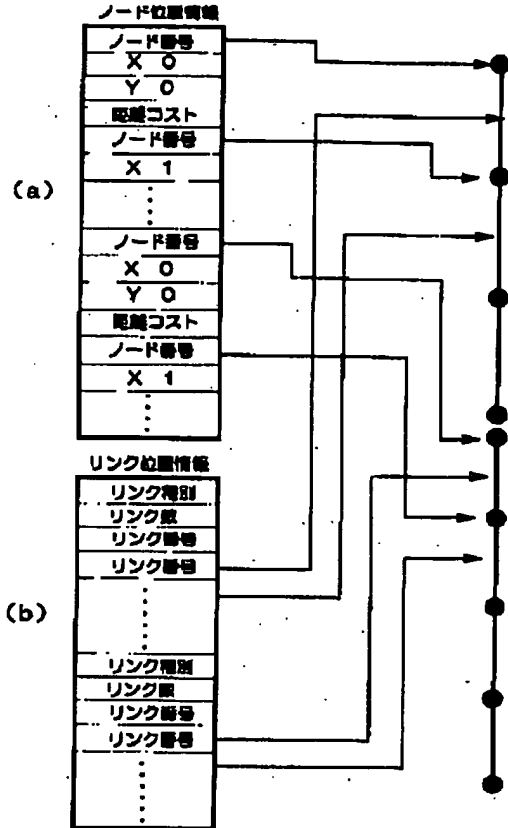 ノード位置情報
ノード番号
X 0
Y 0
距離コスト
ノード番号
X 1
(a)
ノード番号
X 0
Y 0
距離コスト
ノード番号
X 1
リンク位置情報
リンク種別
リンク数
リンク番号
リンク番号
(b)
リンク種別
リンク数
リンク番号
リンク番号